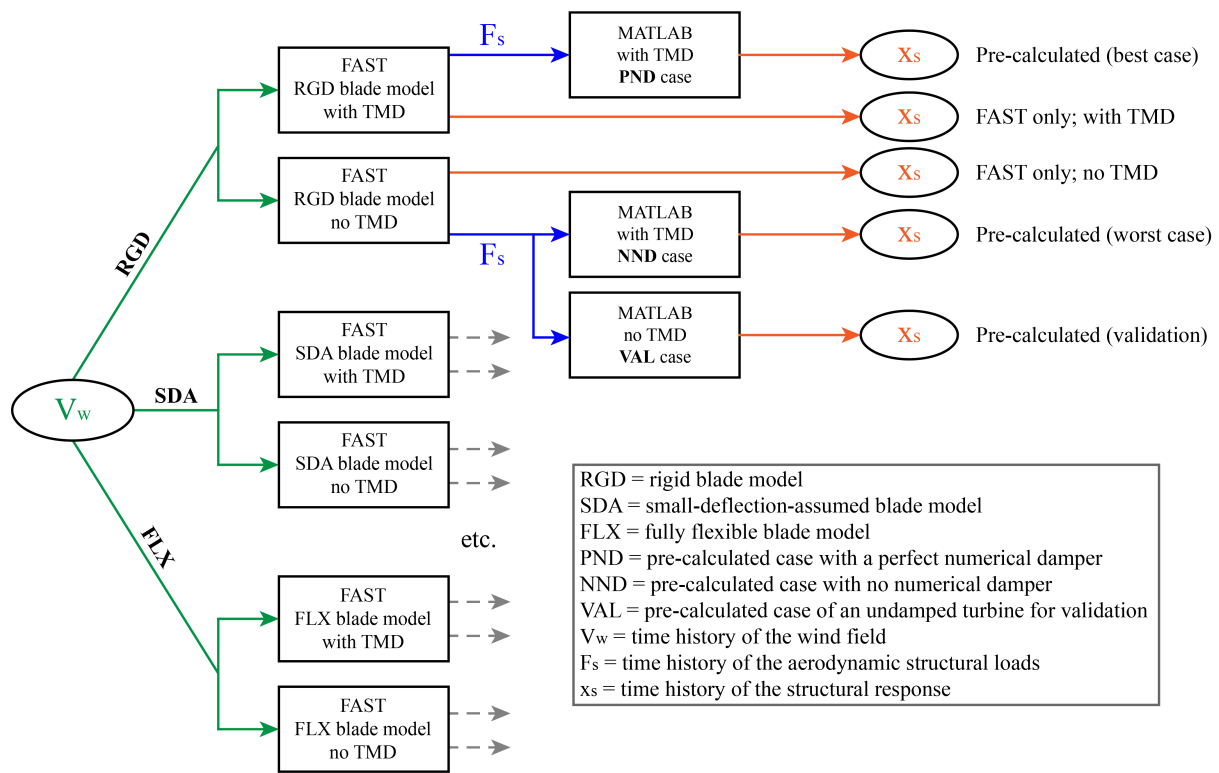 Fs
FAST
RGD blade model
with TMD
MATLAB
with TMD
PND case
xs
Pre-calculated (best case)
xs
FAST only; with TMD
FAST
RGD blade model
no TMD
xs
FAST only; no TMD
Fs
MATLAB
with TMD
NND case
xs
Pre-calculated (worst case)
RGD
MATLAB
no TMD
VAL case
xs
Pre-calculated (validation)
FAST
SDA blade model
with TMD
Vw
SDA
FAST
SDA blade model
no TMD
FLX
etc.
FAST
FLX blade model
with TMD
FAST
FLX blade model
no TMD
RGD = rigid blade model
SDA = small-deflection-assumed blade model
FLX = fully flexible blade model
PND = pre-calculated case with a perfect numerical damper
NND = pre-calculated case with no numerical damper
VAL = pre-calculated case of an undamped turbine for validation
Vw = time history of the wind field
Fs = time history of the aerodynamic structural loads
xs = time history of the structural response